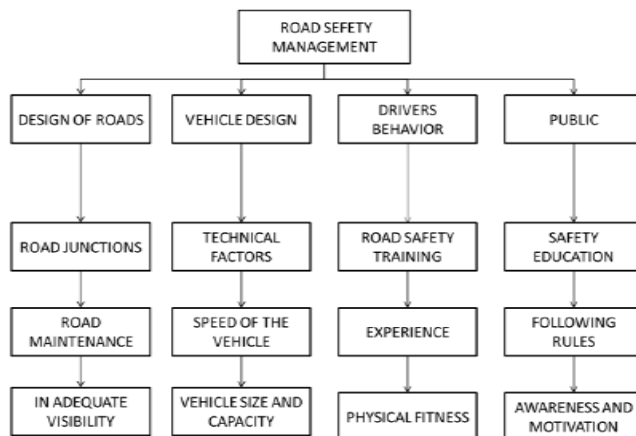 ROAD SEFETY
MANAGEMENT
DESIGN OF ROADS
VEHICLE DESIGN
DRIVERS
BEHAVIOR
PUBLIC
ROAD JUNCTIONS
TECHNICAL
FACTORS
ROAD SAFETY
TRAINING
SAFETY
EDUCATION
ROAD
MAINTENANCE
SPEED OF THE
VEHICLE
EXPERIENCE
FOLLOWING
RULES
IN ADEQUATE
VISIBILITY
VEHICLE SIZE AND
CAPACITY
PHYSICAL FITNESS
AWARENESS AND
MOTIVATION